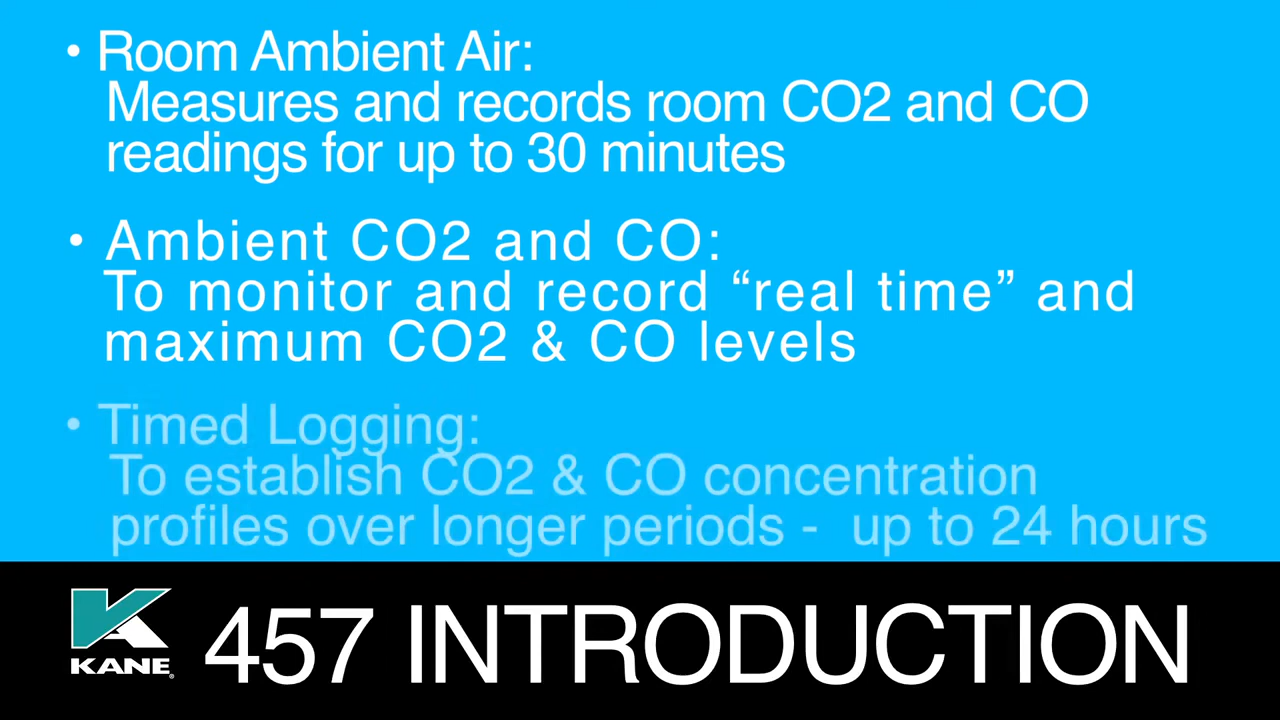 • Room Ambient Air:
Measures and records room CO2 and CO
readings for up to 30 minutes
• Ambient CO2 and CO:
To monitor and record “real time” and
maximum CO2 & CO levels
• Timed Logging:
To establish CO2 & CO concentration
profiles over longer periods -  up to 24 hours
KANE®
457 INTRODUCTION